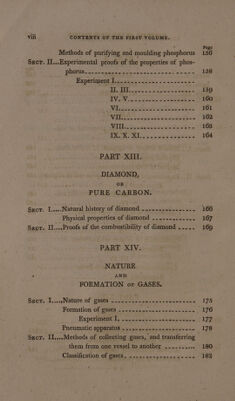 viii CONTENTS OF THE FIRST VOLUME.
Page
Methods of purifying and moulding phosphorus 156
SECT. II...Experimental proofs of the properties of phos-
phorus 158
Experiment I.
II. III. 159
IV. V. 160
VI. 161
VII. 162
VIII. 163
IX. X. XI. 164
PART XIII.
DIAMOND,
OR
PURE CARBON.
SECT. I.....Natural history of diamond 166
Physical properties of diamond 167
SECT. II....Proofs of the combustibility of diamond 169
PART XIV.
NATURE
AND
FORMATION OF GASES.
SECT. I.....Nature of gases 175
Formation of gases 176
Experiment I. 177
Pneumatic apparatus 178
SECT. II....Methods of collecting gases, and transferring
them from one vessel to another 180
Classification of gases 182